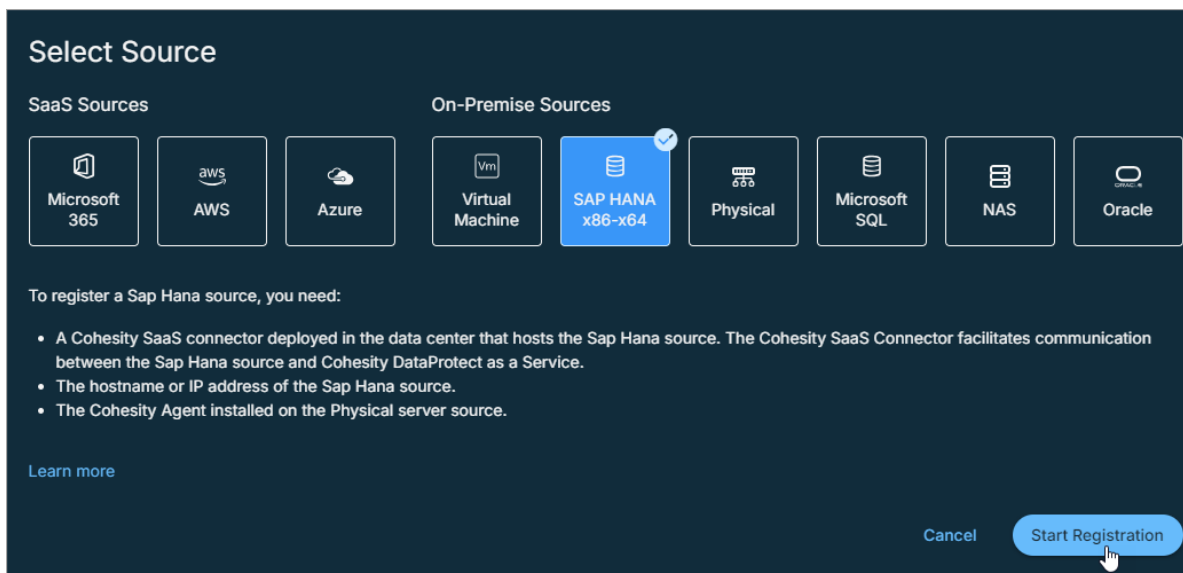 Select Source
SaaS Sources
On-Premise Sources
Microsoft
365
aws
AWS
Azure
Vm
Virtual
Machine
SAP HANA
x86-x64
Physical
Microsoft
SQL
NAS
ORACLE
Oracle
To register a Sap Hana source, you need:
• A Cohesity SaaS connector deployed in the data center that hosts the Sap Hana source. The Cohesity SaaS Connector facilitates communication
between the Sap Hana source and Cohesity DataProtect as a Service.
• The hostname or IP address of the Sap Hana source.
• The Cohesity Agent installed on the Physical server source.
Learn more
Cancel
Start Registration